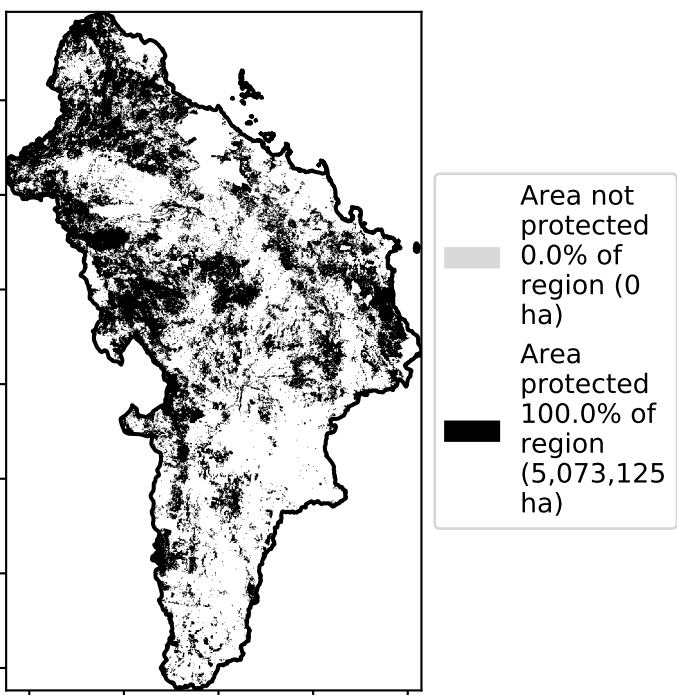 Area not
protected
0.0% of
region (0
ha)
Area
protected
100.0% of
region
(5,073,125
ha)